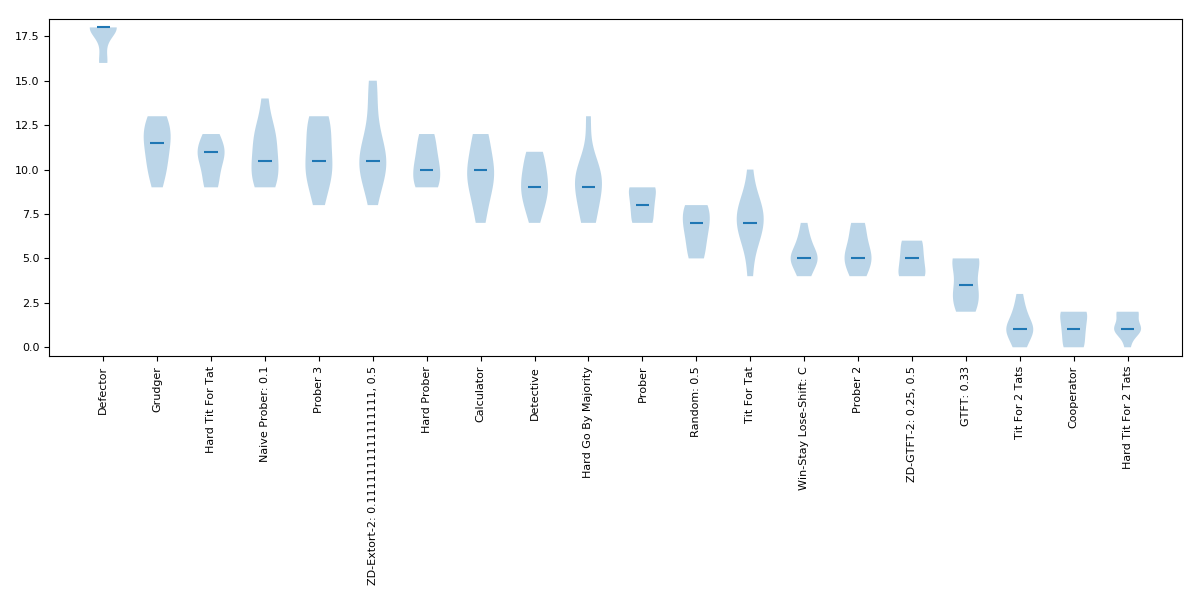 17.5
15.0
12.5
10.0
7.5
5.0
2.5
0.0
Defector
Grudger
Hard Tit For Tat
Naive Prober: 0.1
Prober 3
ZD-Extort-2: 0.1111111111111111, 0.5
Hard Prober
Calculator
Detective
Hard Go By Majority
Prober
Random: 0.5
Tit For Tat
Win-Stay Lose-Shift: C
Prober 2
ZD-GTFT-2: 0.25, 0.5
GTFT: 0.33
Tit For 2 Tats
Cooperator
Hard Tit For 2 Tats